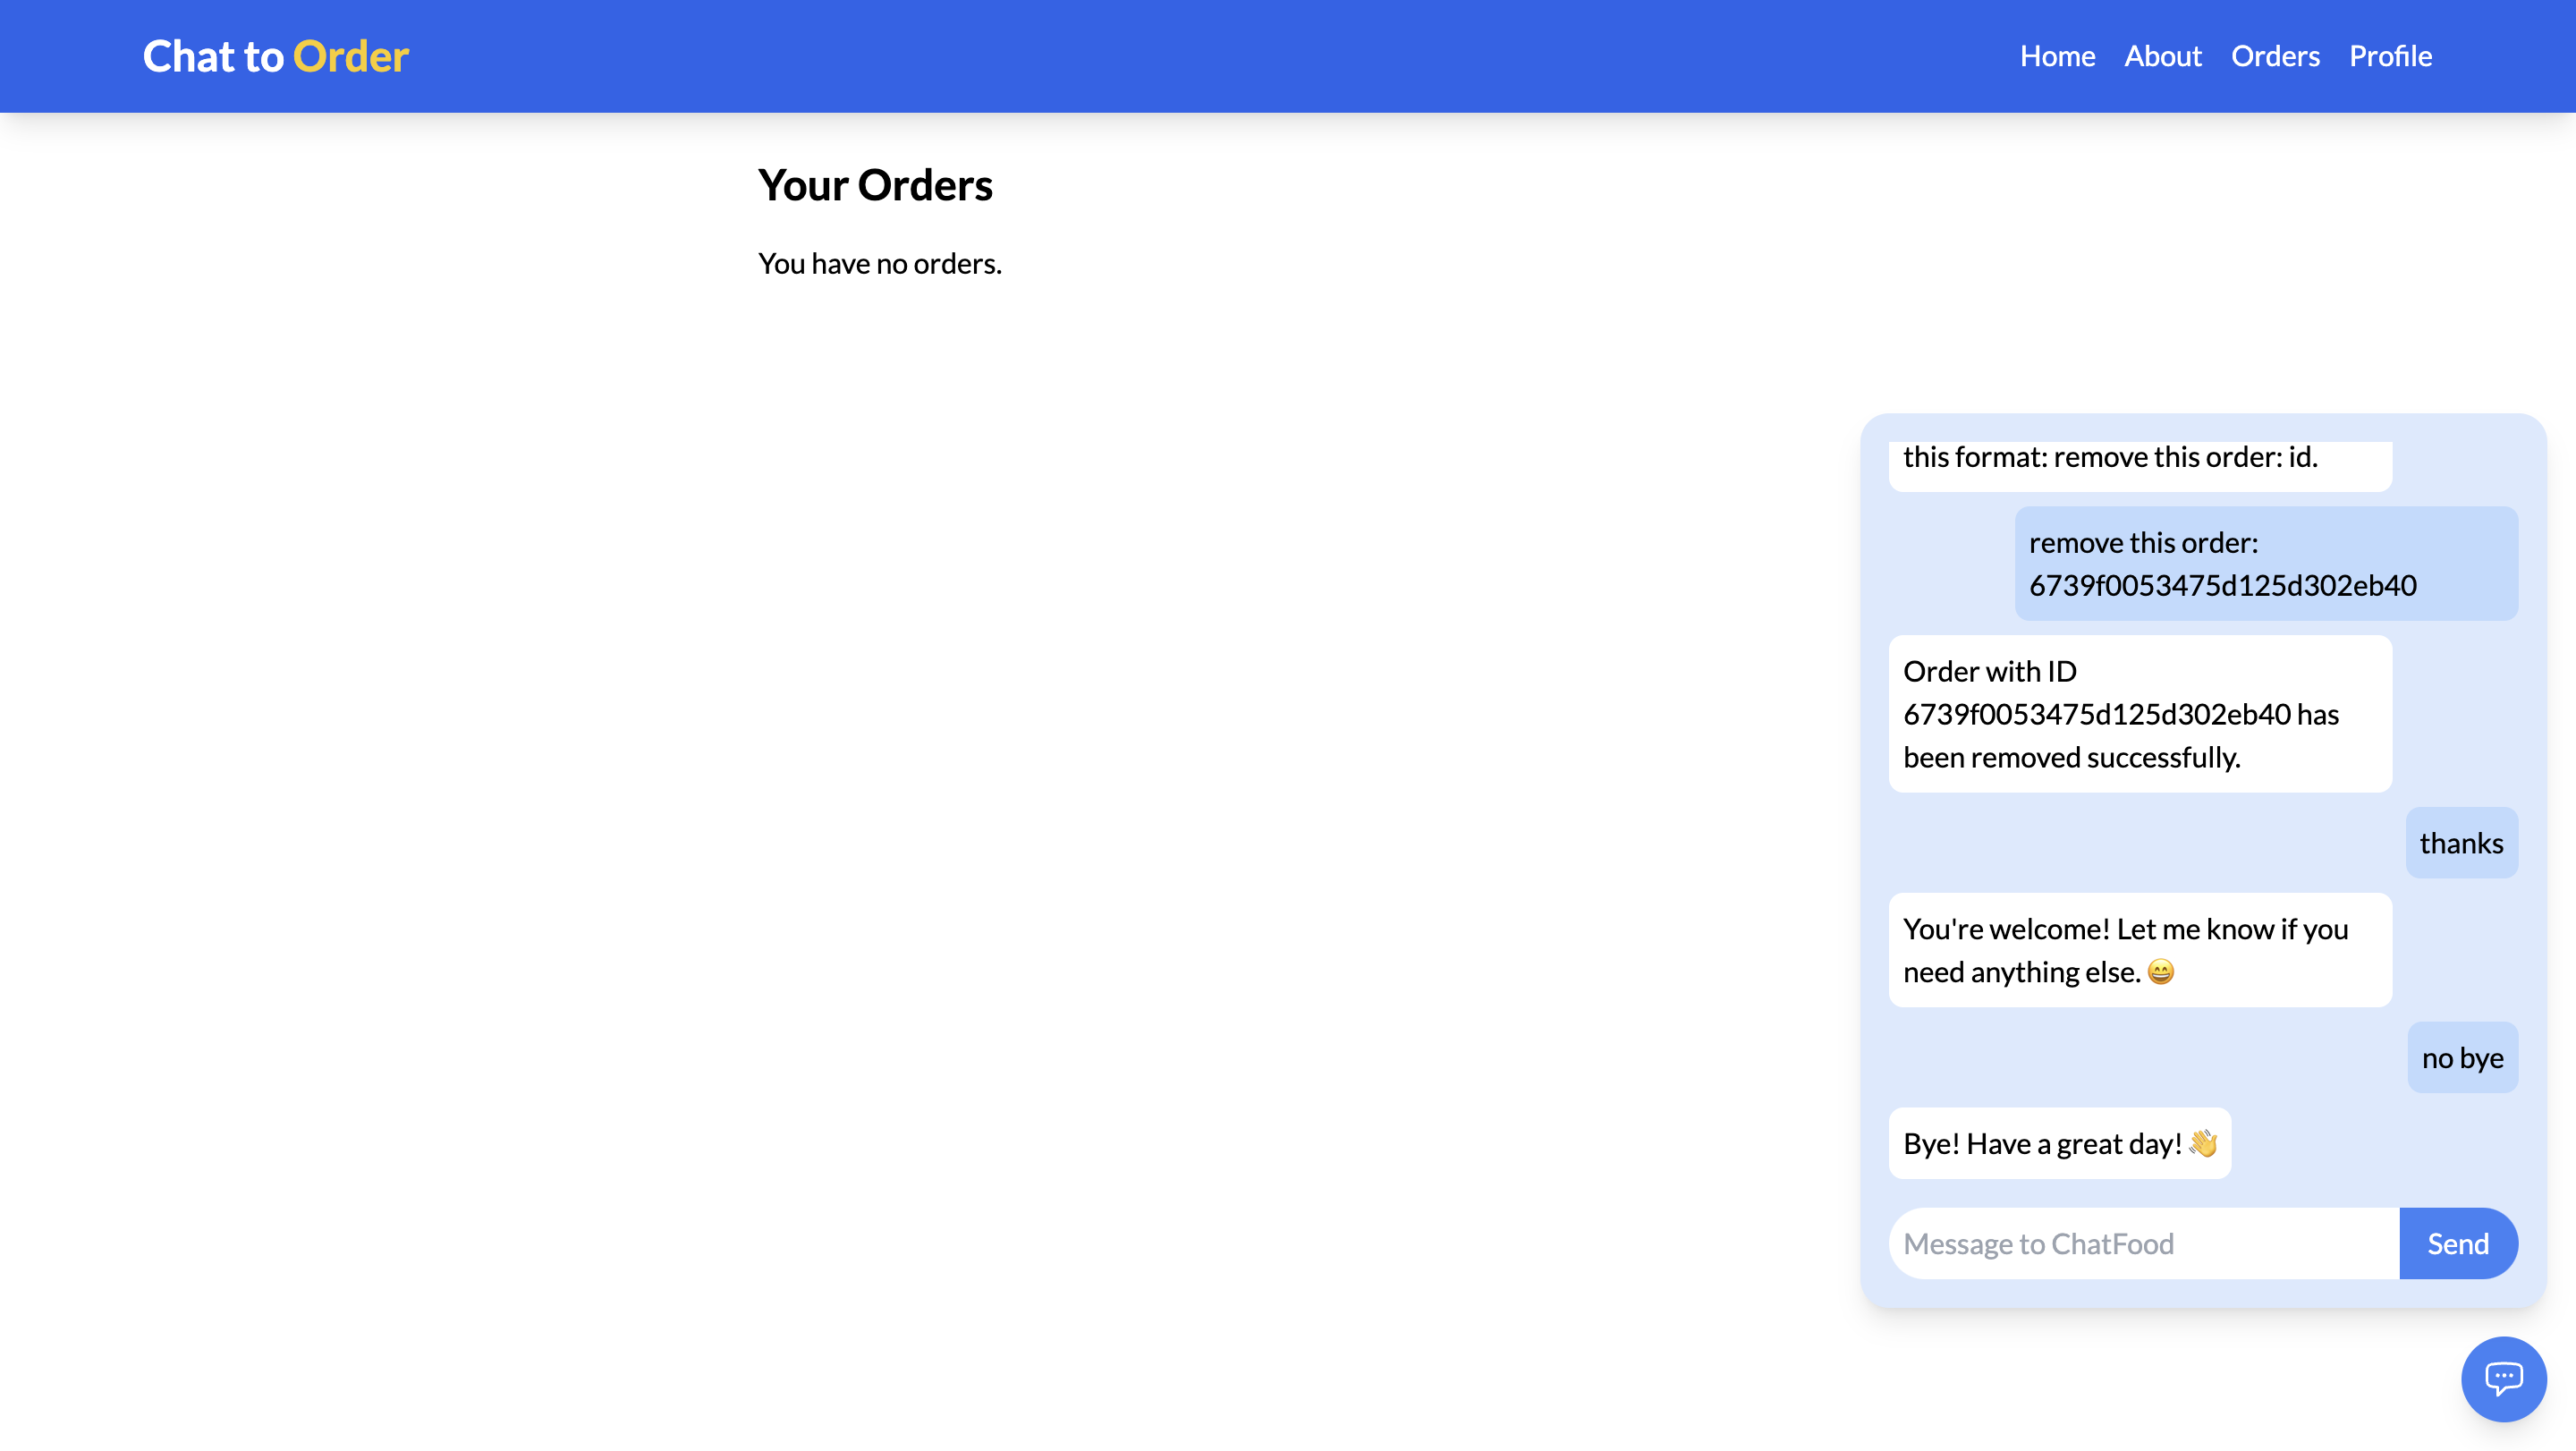 Chat to Order
Home About Orders Profile
Your Orders
You have no orders.
this format: remove this order: id.
remove this order:
6739f0053475d125d302eb40
Order with ID
6739f0053475d125d302eb40 has
been removed successfully.
thanks
You're welcome! Let me know if you
need anything else. 😄
no bye
Bye! Have a great day! 👋
Message to ChatFood
Send